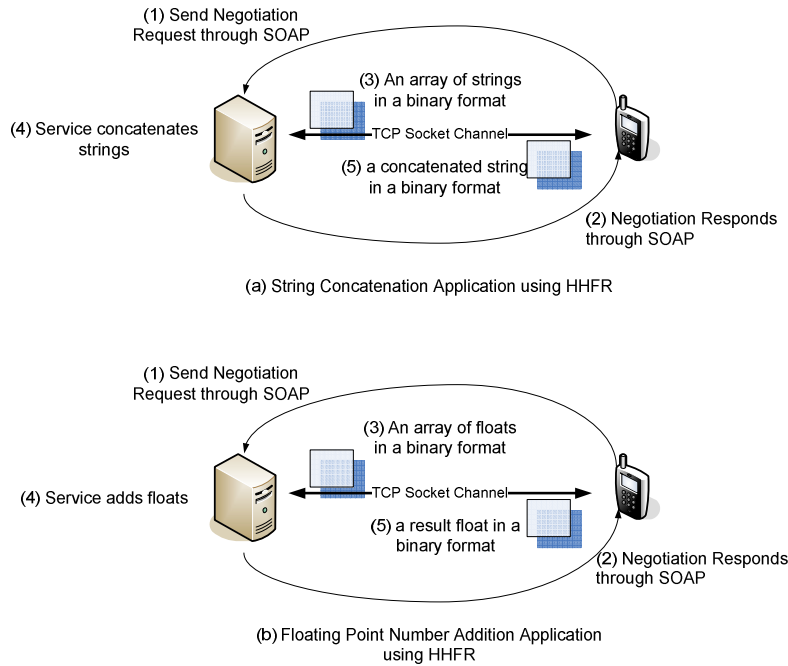 (1) Send Negotiation
Request through SOAP
(3) An array of strings
in a binary format
(4) Service concatenates
strings
TCP Socket Channel
(5) a concatenated string
in a binary format
(2) Negotiation Responds
through SOAP
(a) String Concatenation Application using HHFR
(1) Send Negotiation
Request through SOAP
(3) An array of floats
in a binary format
(4) Service adds floats
TCP Socket Channel
(5) a result float in a
binary format
(2) Negotiation Responds
through SOAP
(b) Floating Point Number Addition Application
using HHFR